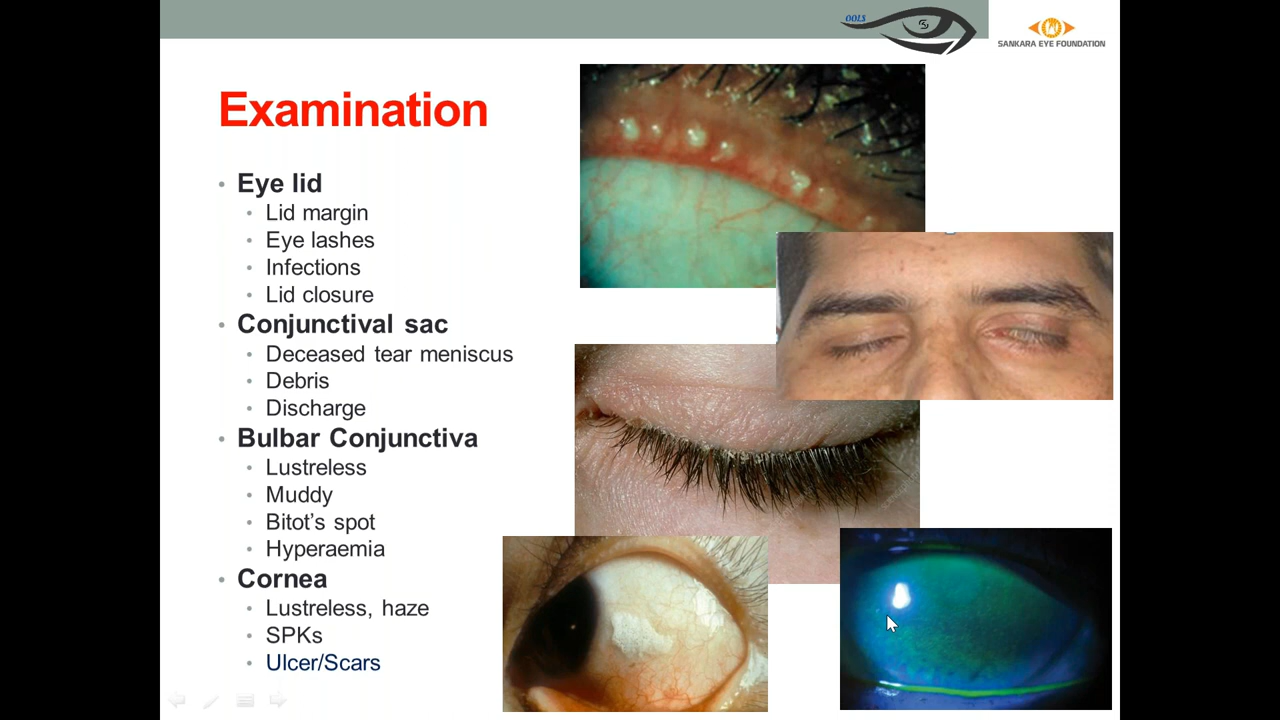 OOLS
SANKARA EYE FOUNDATION
Examination
Eye lid
Lid margin
Eye lashes
Infections
Lid closure
Conjunctival sac
Deceased tear meniscus
Debris
Discharge
Bulbar Conjunctiva
Lustreless
Muddy
Bitot’s spot
Hyperaemia
Cornea
Lustreless, haze
SPKs
Ulcer/Scars